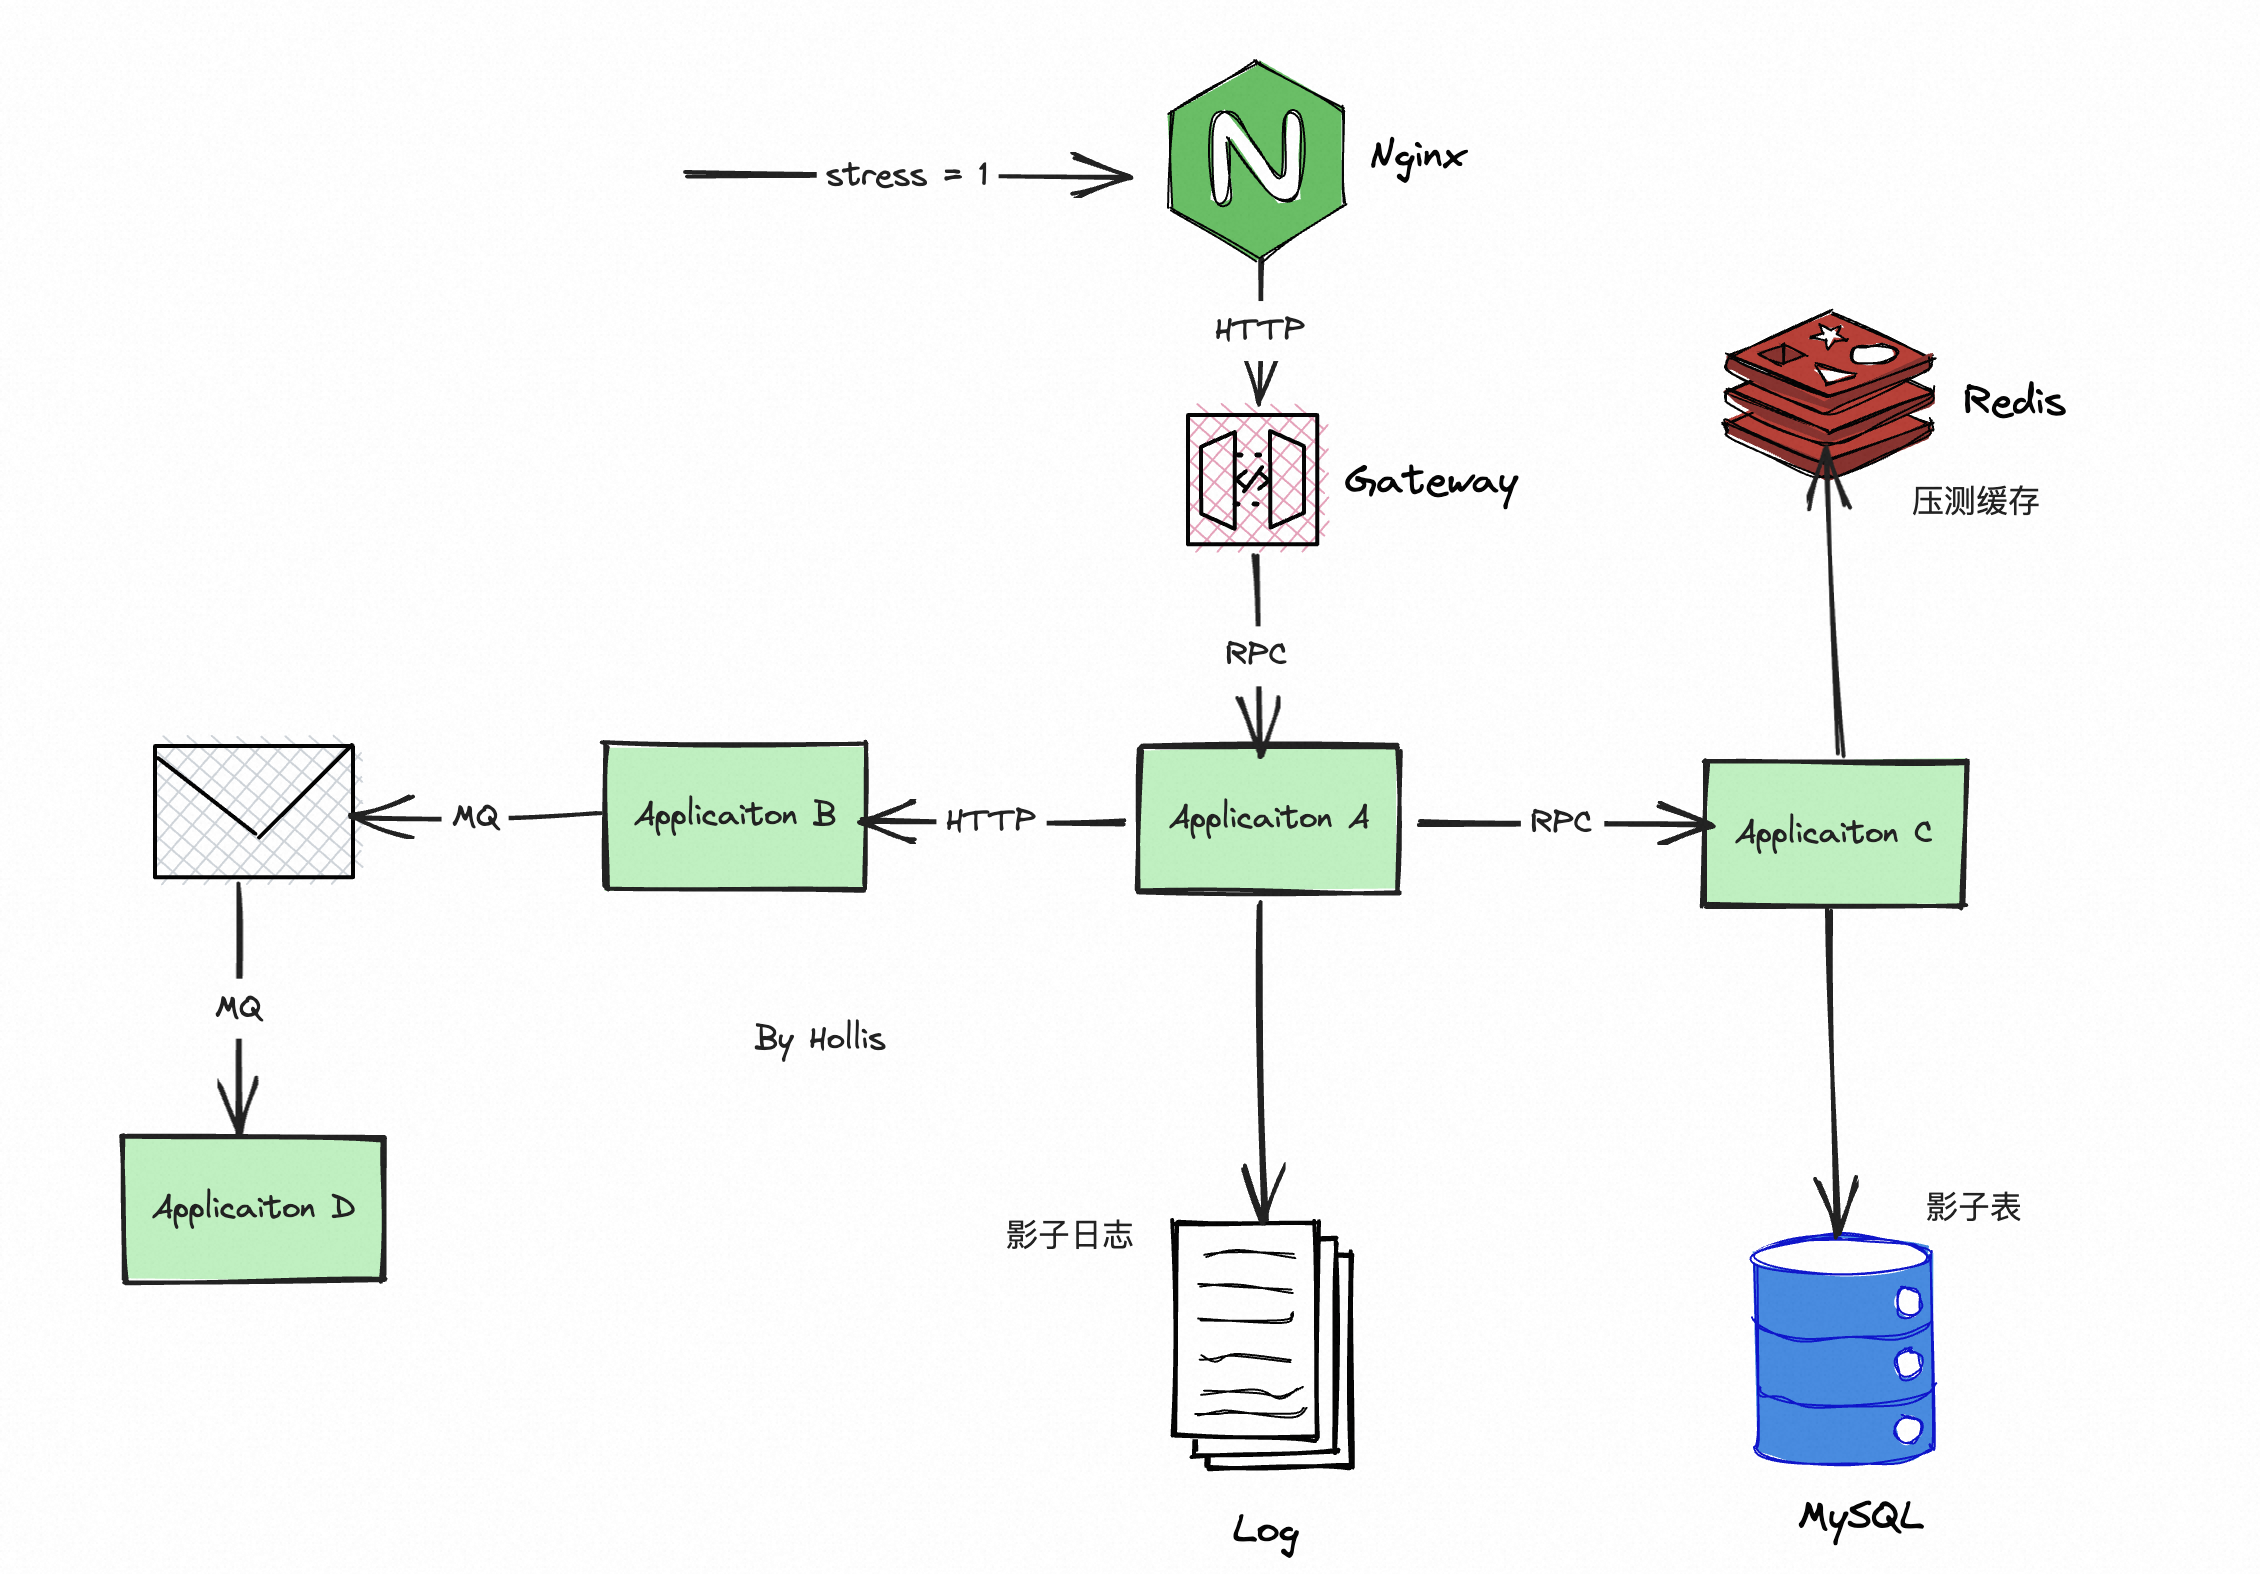 stress = 1
Nginx
HTTP
Redis
压测缓存
Gateway
RPC
MQ
Applicaiton B
HTTP
Applicaiton A
RPC
Applicaiton C
MQ
By Hollis
Applicaiton D
影子日志
影子表
Log
MySQL